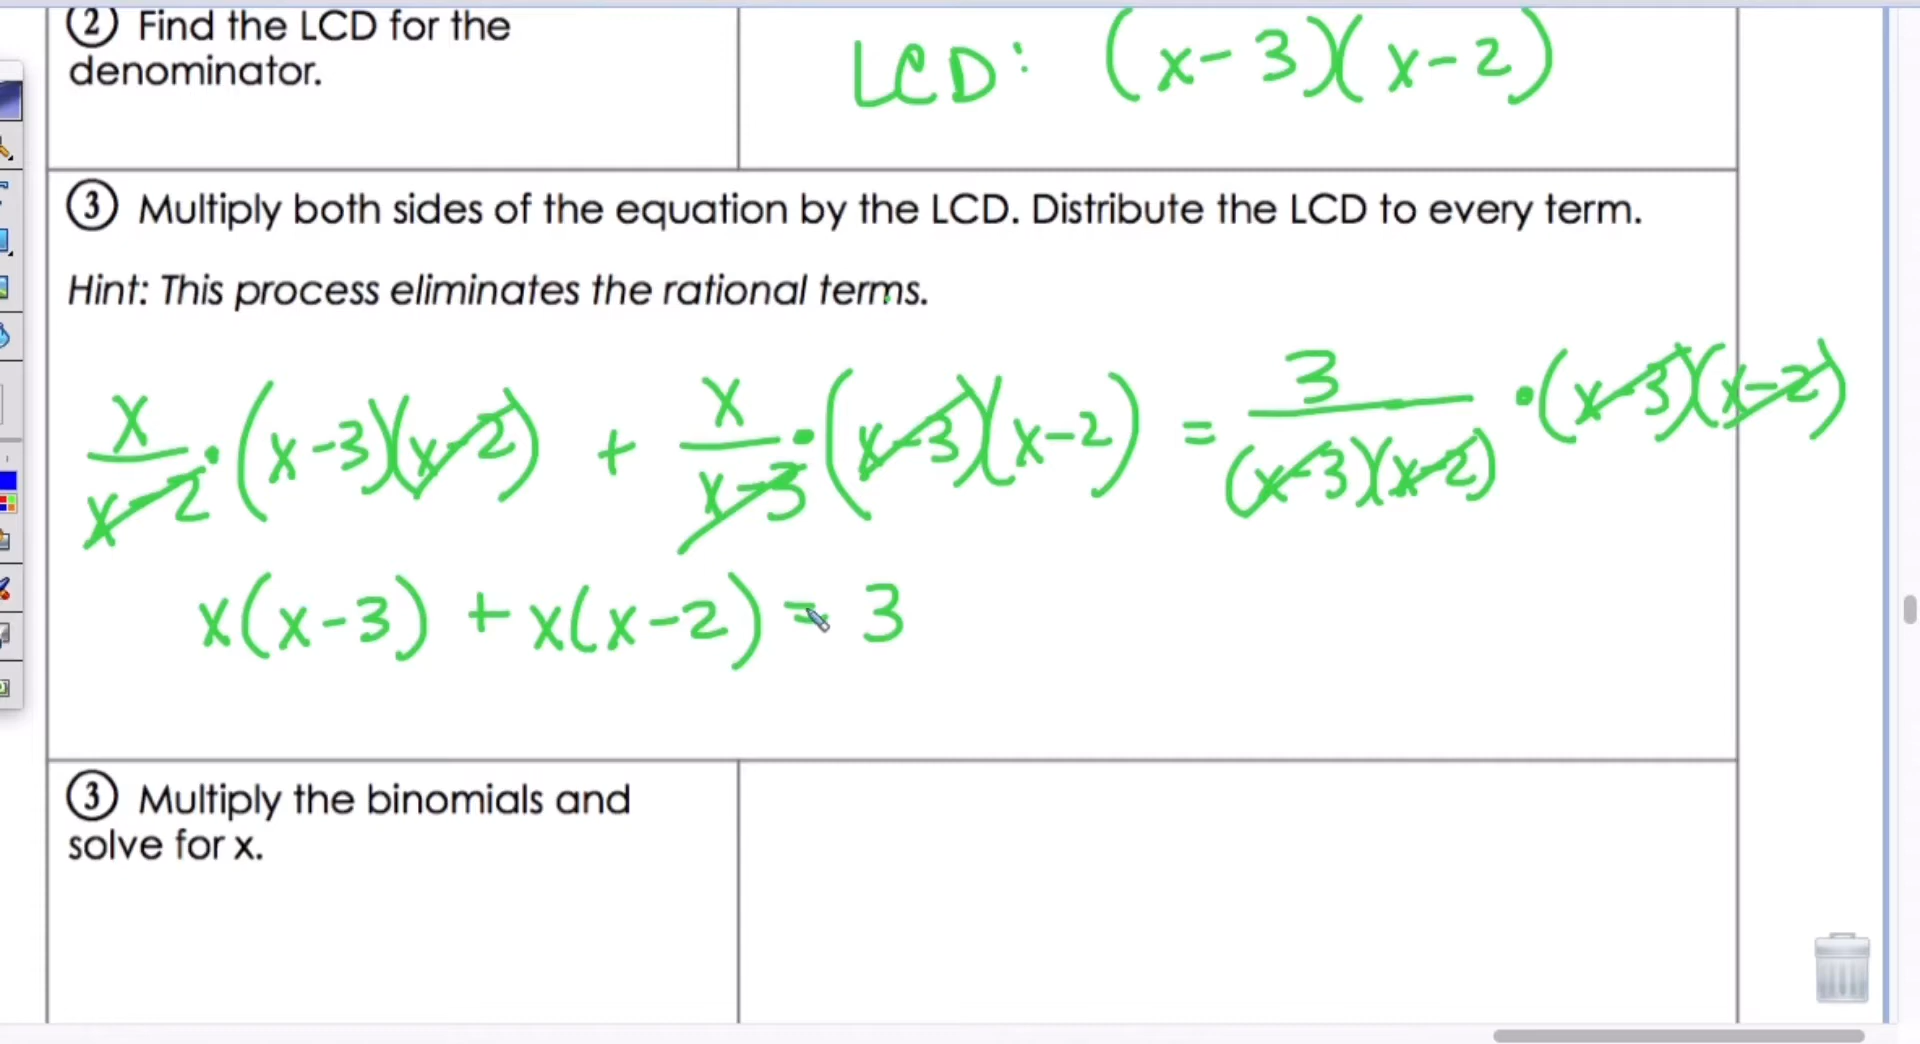 ② Find the LCD for the
denominator.
LCD: (x-3)(x-2)
③ Multiply both sides of the equation by the LCD. Distribute the LCD to every term.
Hint: This process eliminates the rational terms.
x/(x-2) · (x-3)(x-2) + x/(x-3) · (x-3)(x-2) = 3/((x-3)(x-2)) · (x-3)(x-2)
x(x-3) + x(x-2) = 3
③ Multiply the binomials and
solve for x.